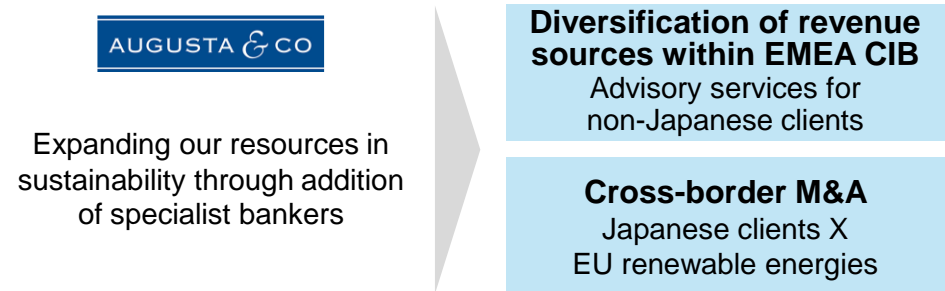 AUGUSTA & CO
Expanding our resources in
sustainability through addition
of specialist bankers
Diversification of revenue
sources within EMEA CIB
Advisory services for
non-Japanese clients
Cross-border M&A
Japanese clients X
EU renewable energies